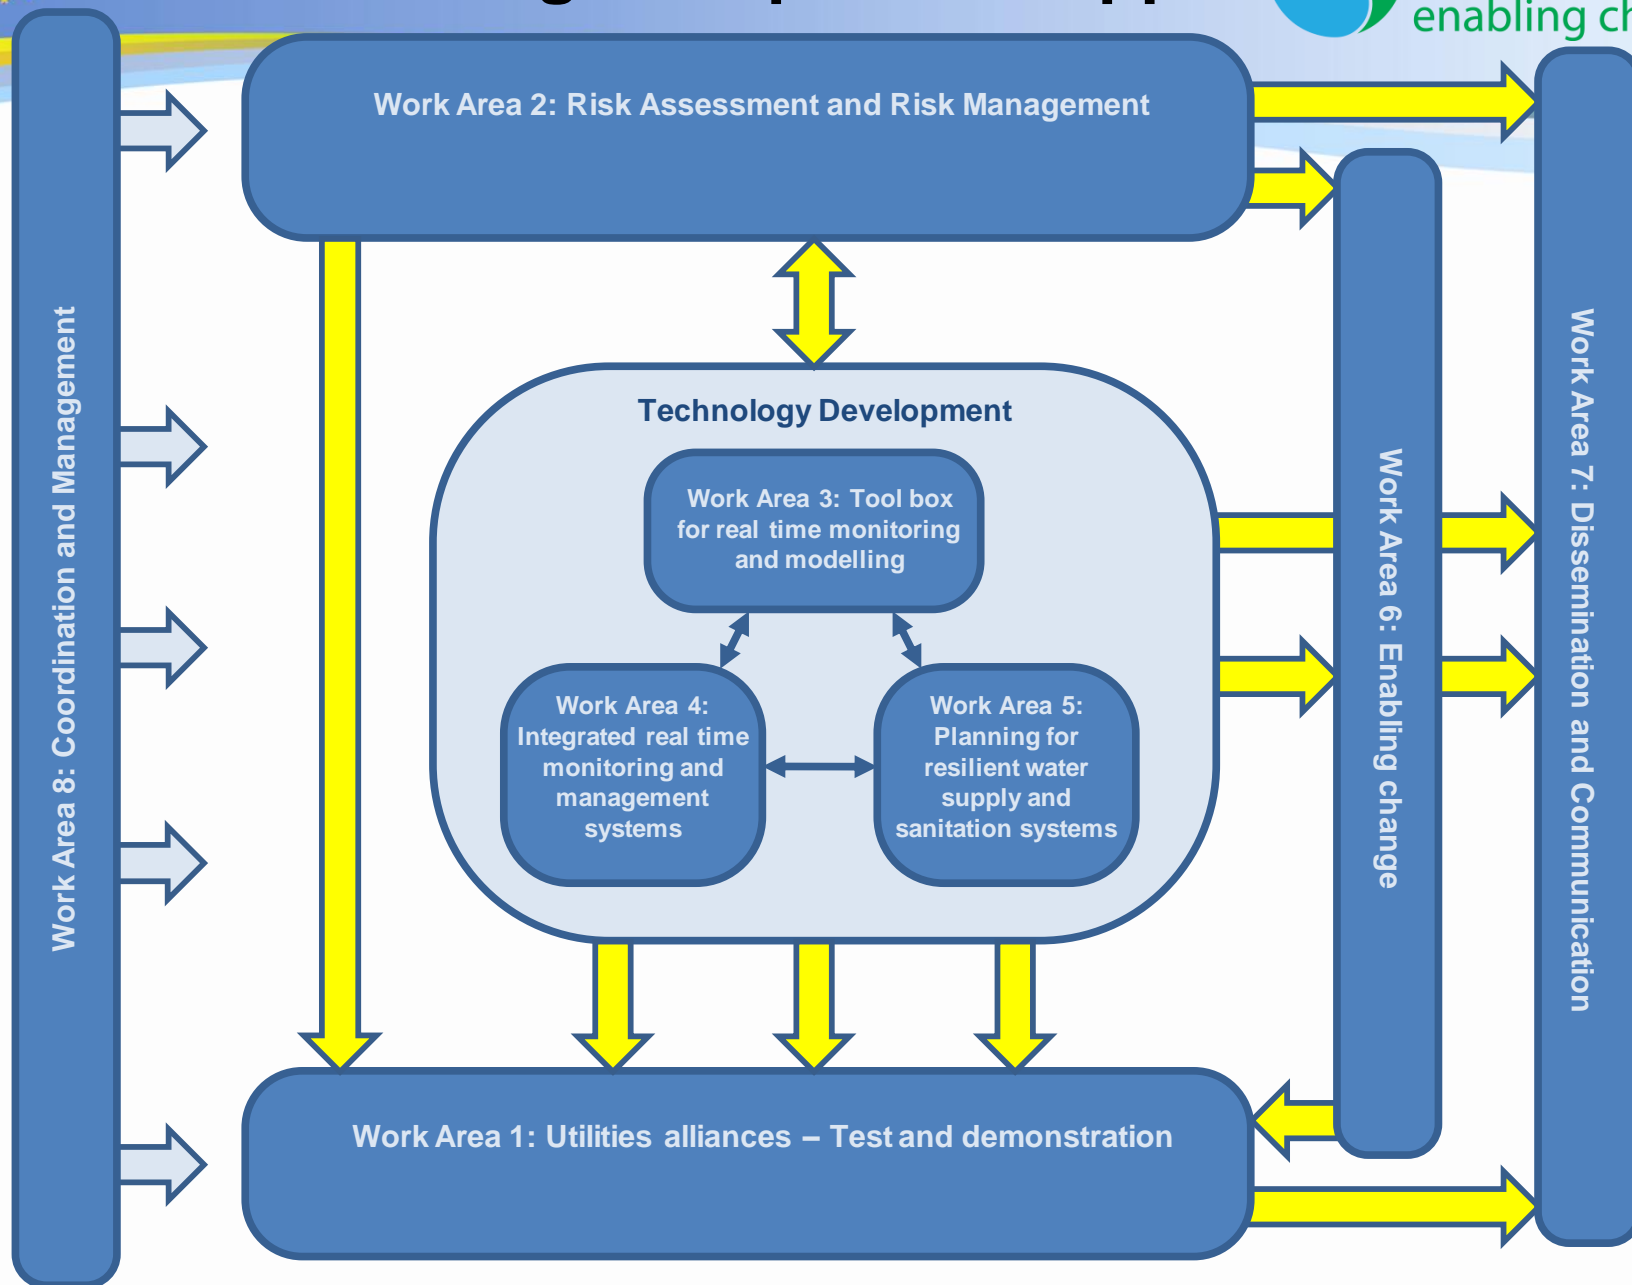 enabling
Work Area 2: Risk Assessment and Risk Management
Work Area 8: Coordination and Management
Technology Development
Work Area 3: Tool box
for real time monitoring
and modelling
Work Area 4:
Integrated real time
monitoring and
management
systems
Work Area 5:
Planning for
resilient water
supply and
sanitation systems
Work Area 6: Enabling change
Work Area 7: Dissemination and Communication
Work Area 1: Utilities alliances – Test and demonstration